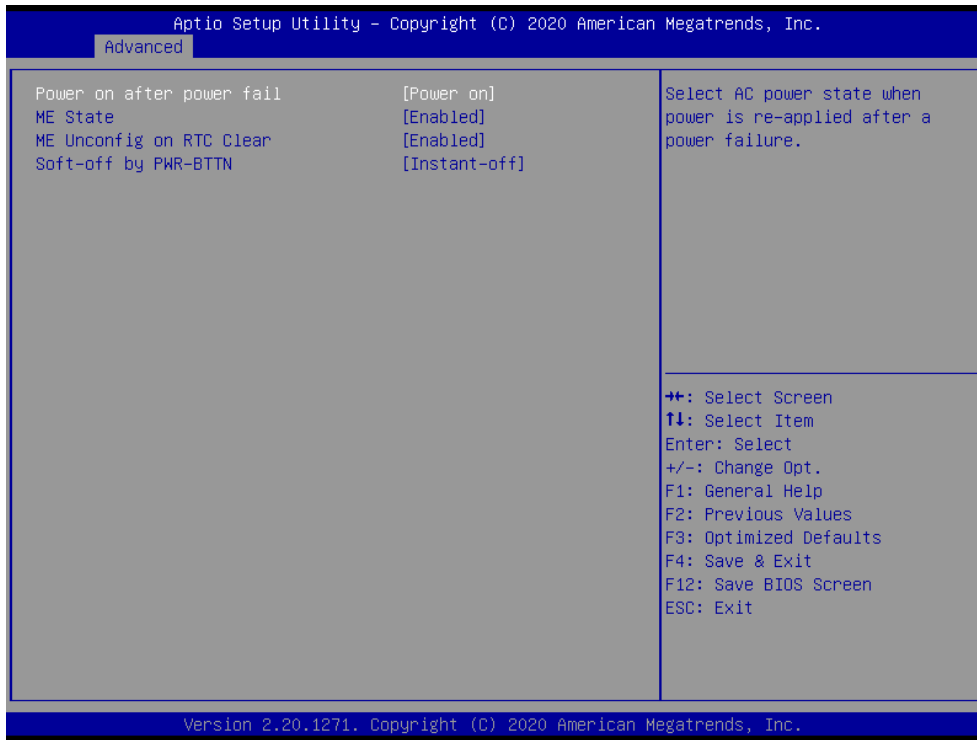 Aptio Setup Utility – Copyright (C) 2020 American Megatrends, Inc.
Advanced
Power on after power fail [Power on]
ME State [Enabled]
ME Unconfig on RTC Clear [Enabled]
Soft-off by PWR-BTTN [Instant-off]
Select AC power state when
power is re-applied after a
power failure.
→←: Select Screen
↑↓: Select Item
Enter: Select
+/-: Change Opt.
F1: General Help
F2: Previous Values
F3: Optimized Defaults
F4: Save & Exit
F12: Save BIOS Screen
ESC: Exit
Version 2.20.1271. Copyright (C) 2020 American Megatrends, Inc.